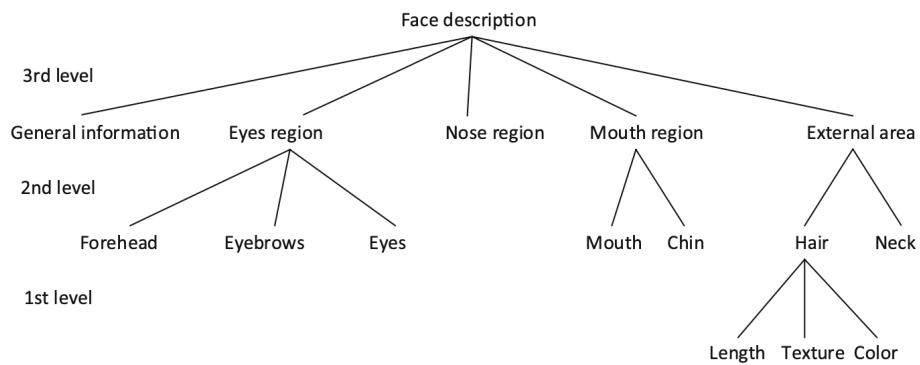 Face description
3rd level
General information Eyes region Nose region Mouth region External area
2nd level
Forehead Eyebrows Eyes Mouth Chin Hair Neck
1st level
Length Texture Color